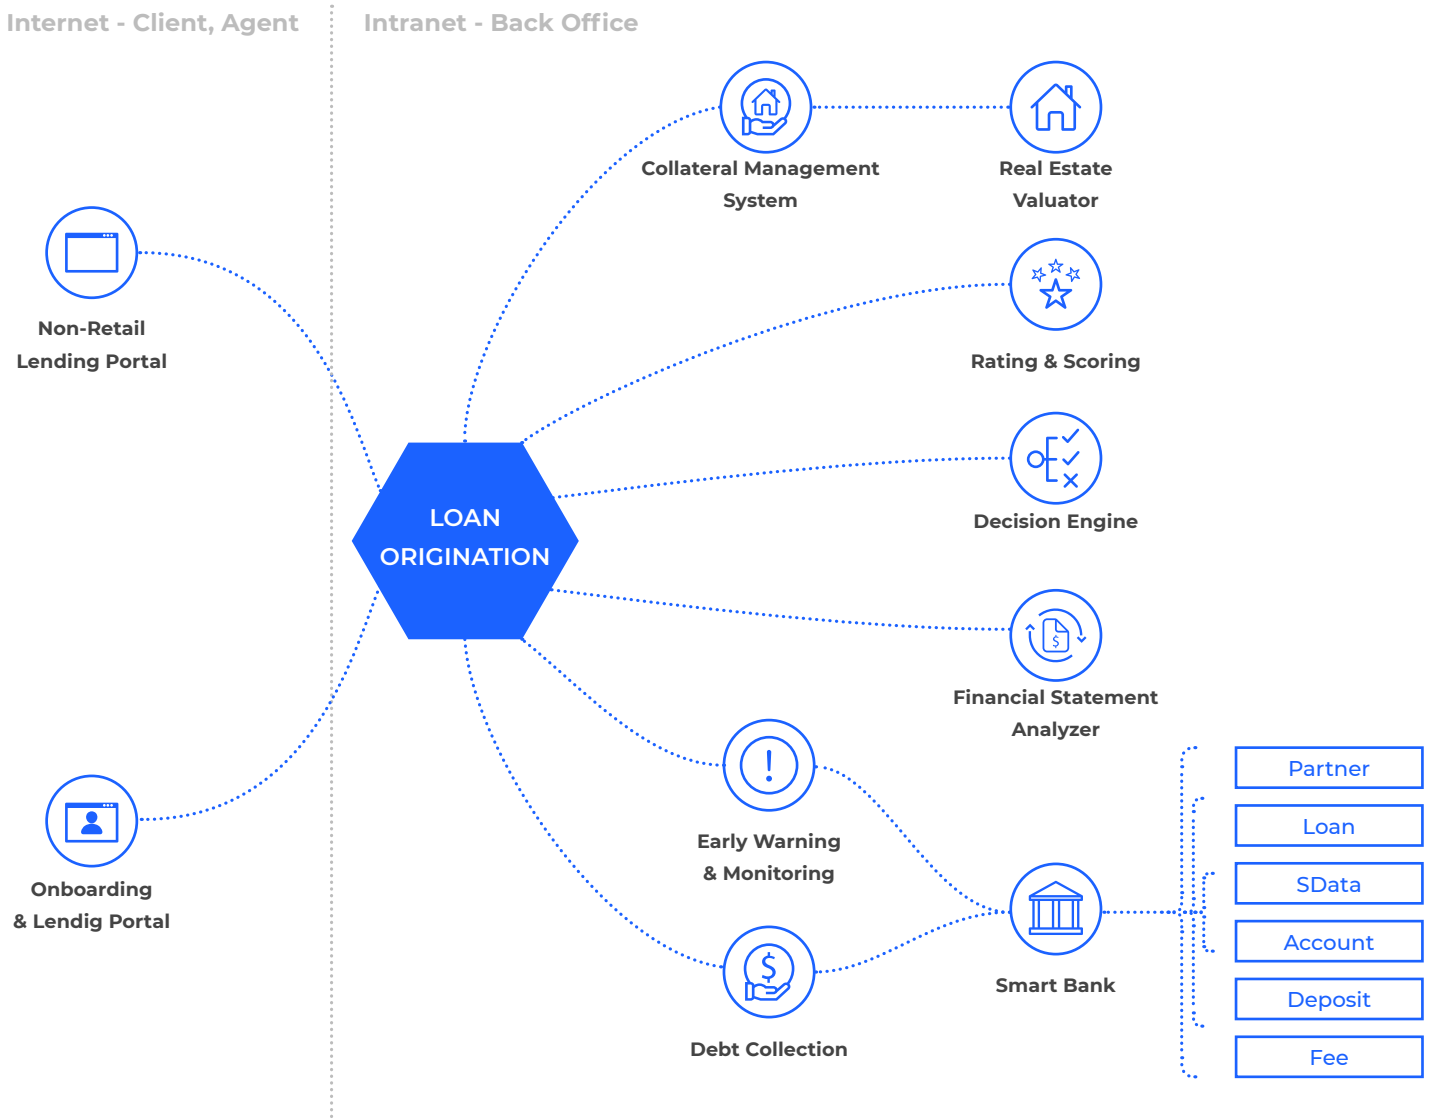 Internet - Client, Agent
Intranet - Back Office
Collateral Management
System
Real Estate
Valuator
Non-Retail
Lending Portal
Rating & Scoring
LOAN
ORIGINATION
Decision Engine
Financial Statement
Analyzer
Early Warning
& Monitoring
Onboarding
& Lendig Portal
Smart Bank
Debt Collection
Partner
Loan
SData
Account
Deposit
Fee